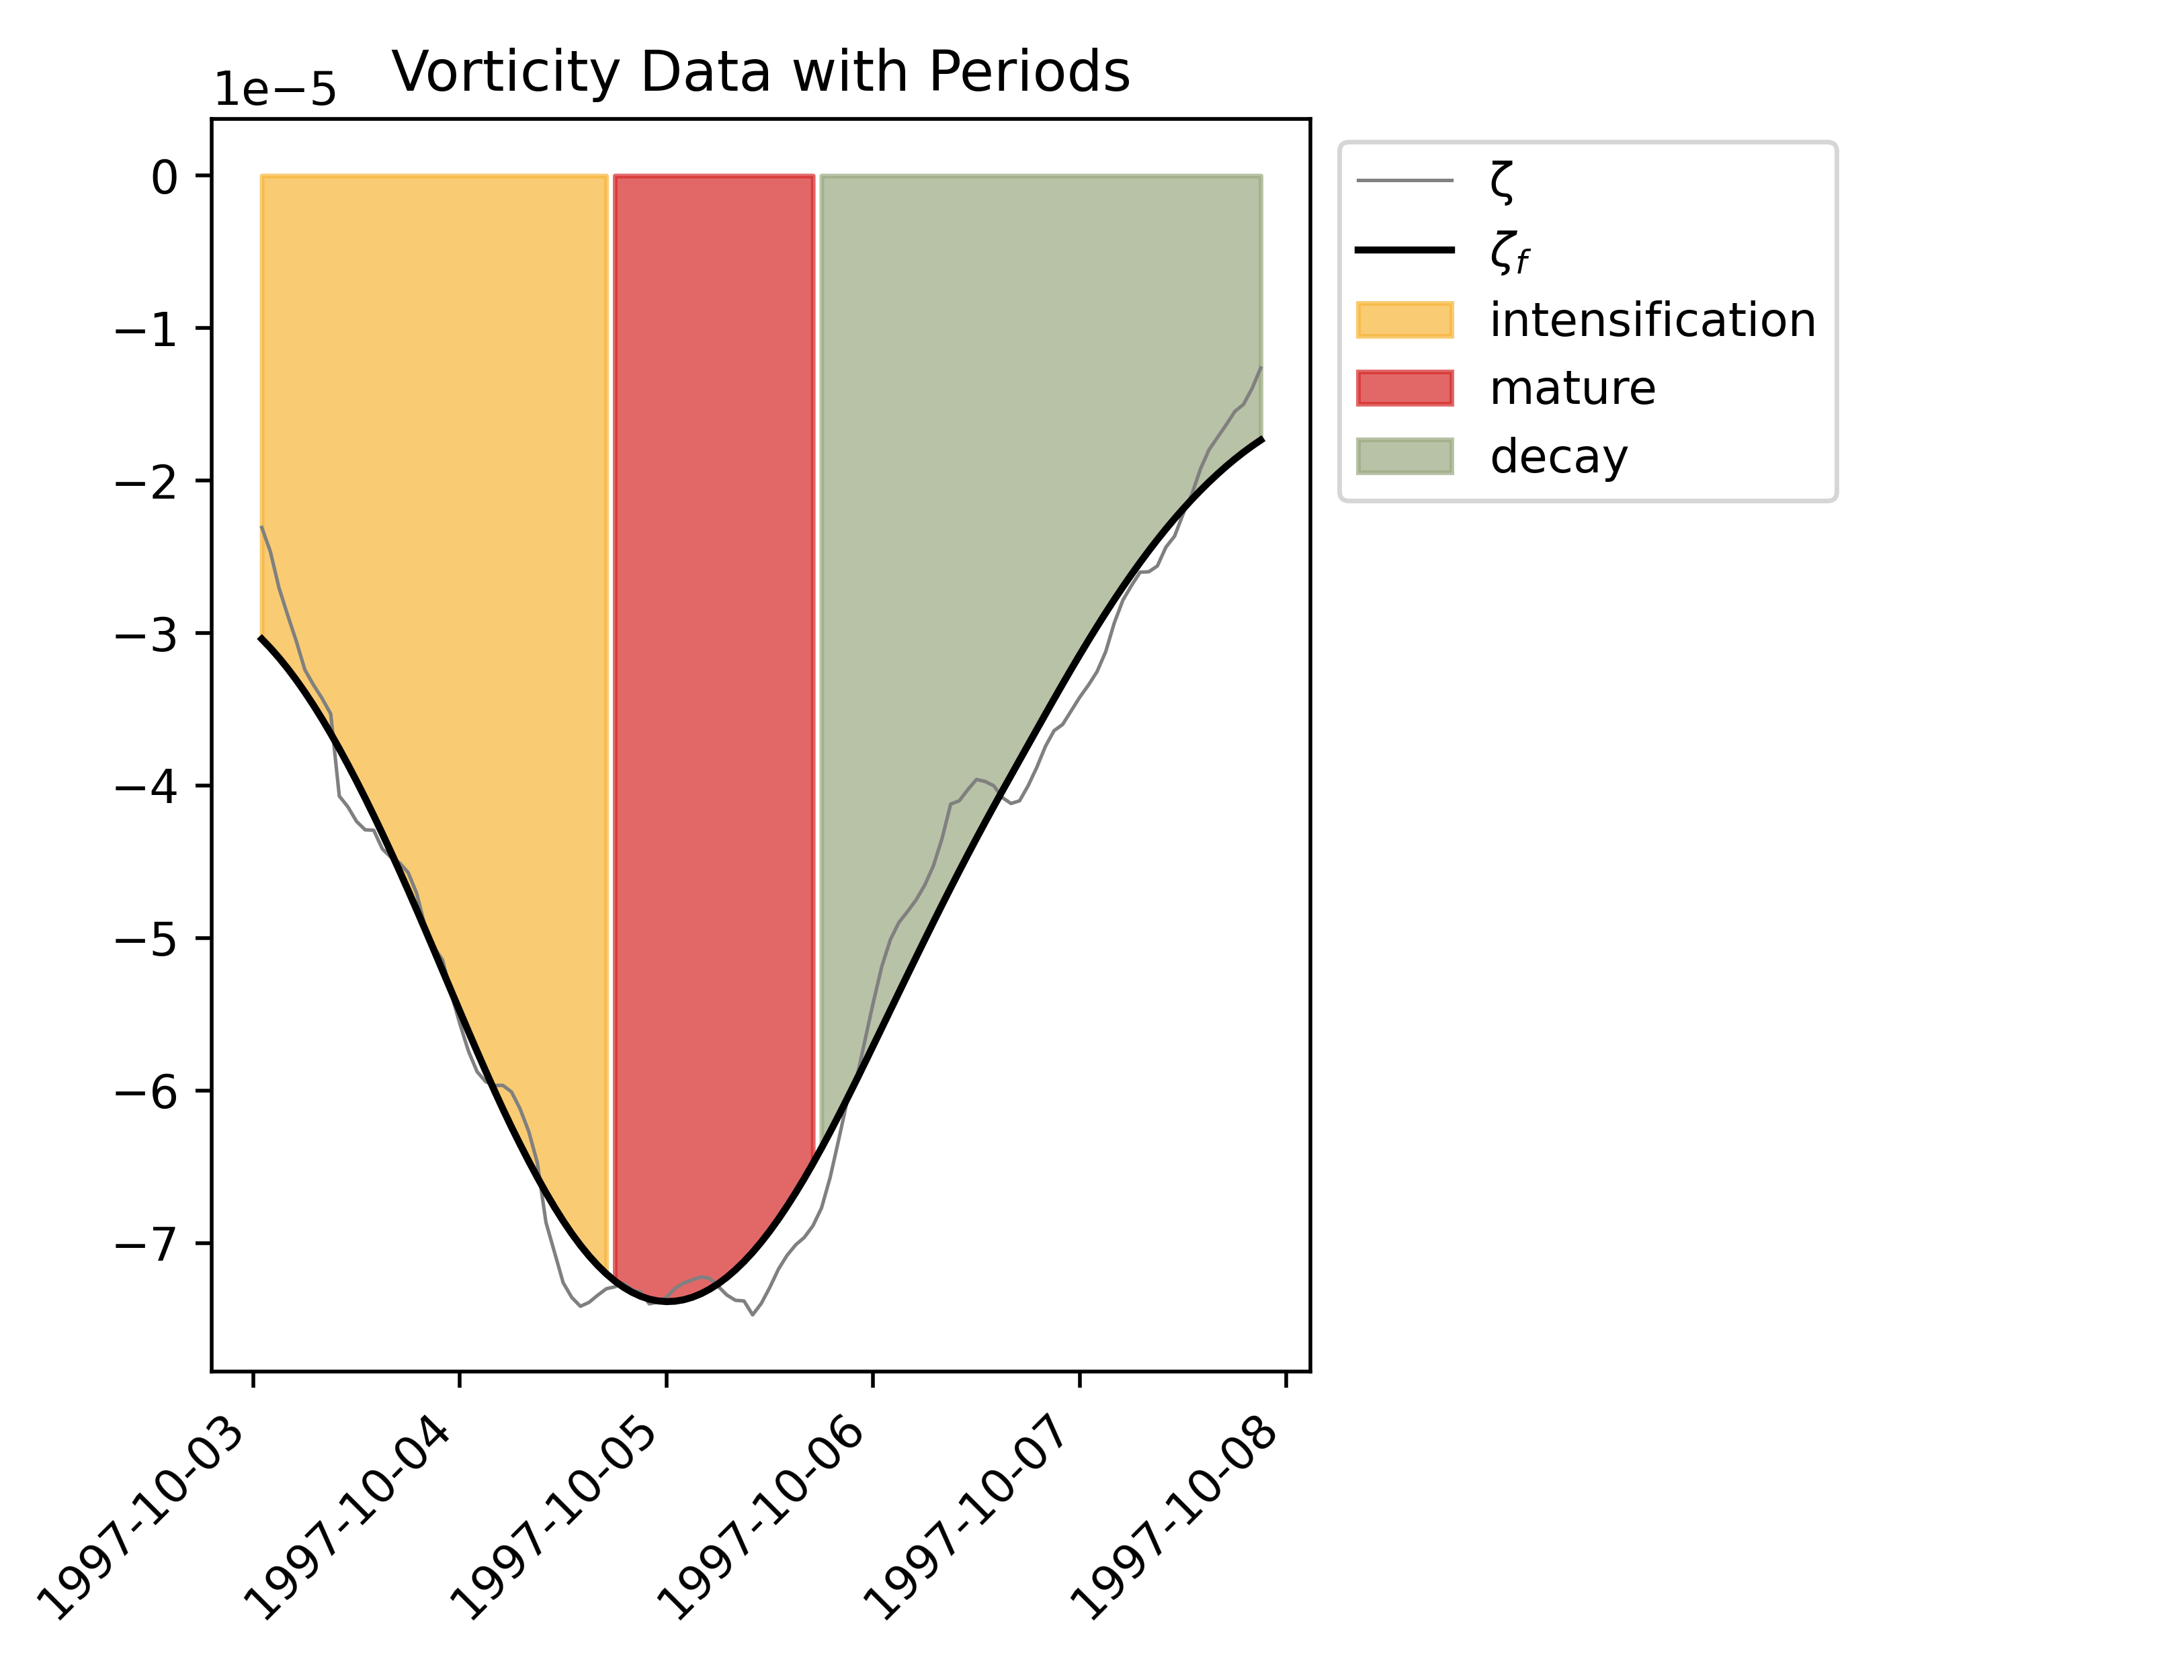 Vorticity Data with Periods
1e−5
0
−1
−2
−3
−4
−5
−6
−7
1997-10-03
1997-10-04
1997-10-05
1997-10-06
1997-10-07
1997-10-08
ζ
ζf
intensification
mature
decay